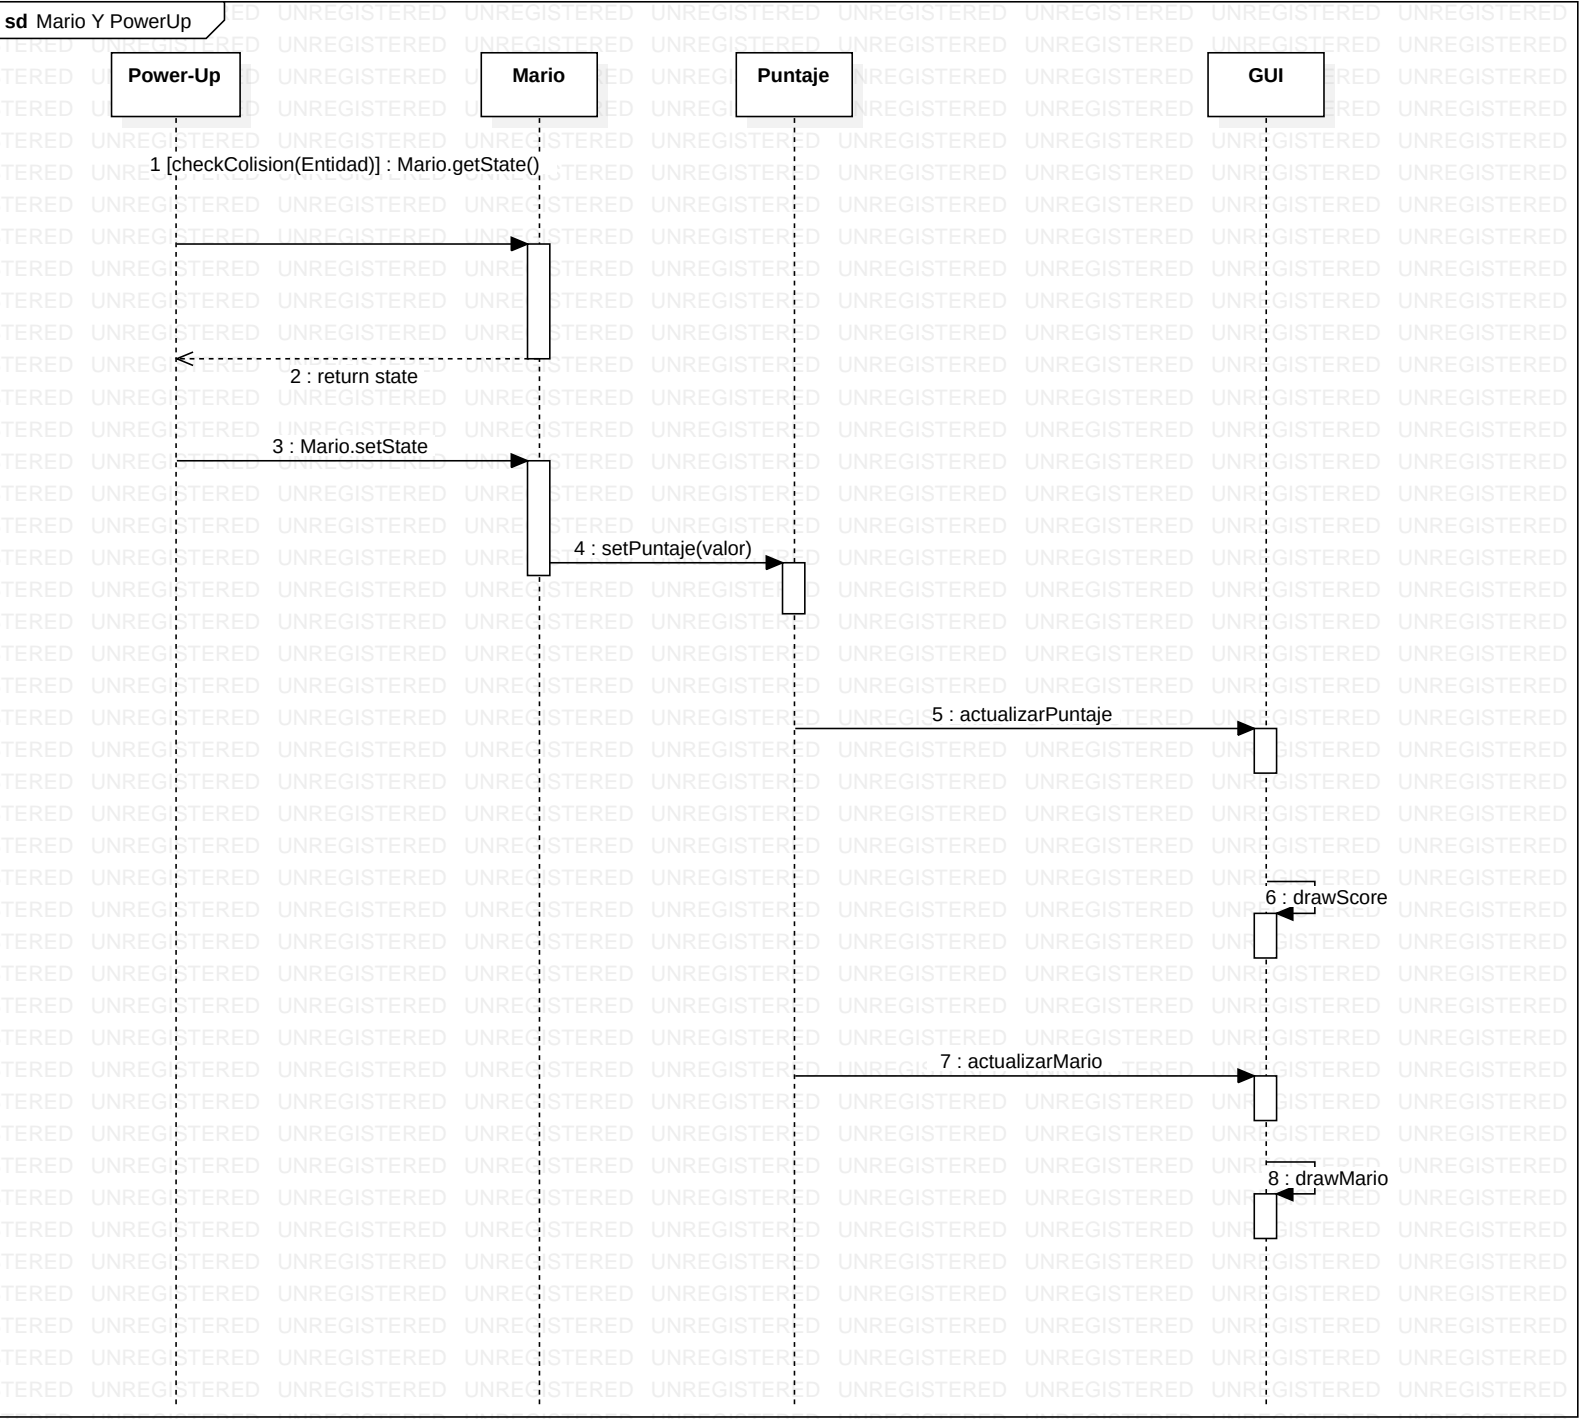 sd Mario Y PowerUp
Power-Up
Mario
Puntaje
GUI
1 [checkColision(Entidad)] : Mario.getState()
2 : return state
3 : Mario.setState
4 : setPuntaje(valor)
5 : actualizarPuntaje
6 : drawScore
7 : actualizarMario
8 : drawMario
UNREGISTERED